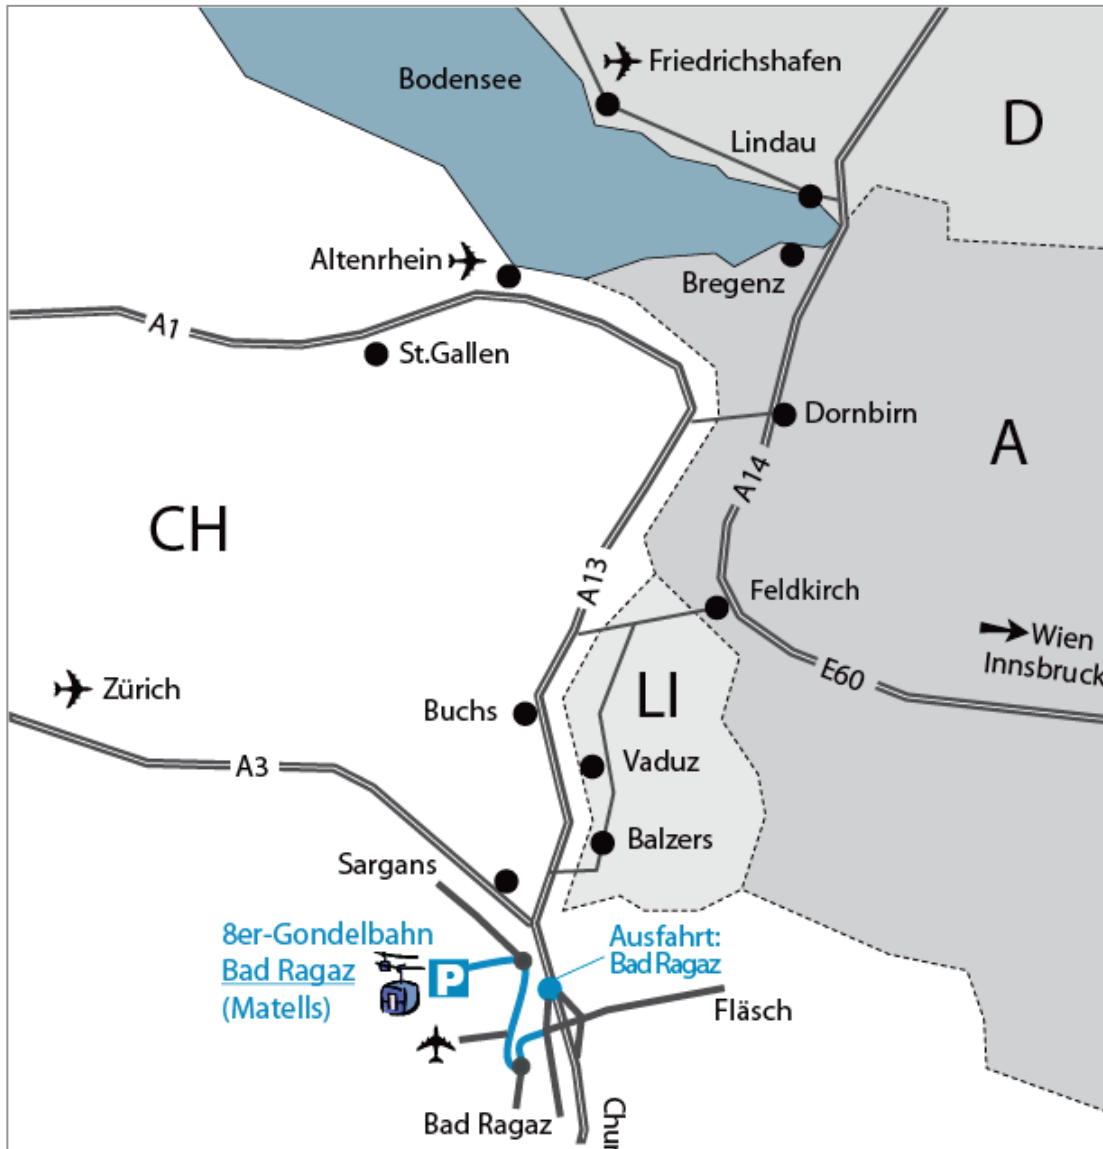 Friedrichshafen
Bodensee
D
Lindau
Altenrhein
Bregenz
A1
St.Gallen
Dornbirn
A
A14
CH
A13
Feldkirch
Wien
Innsbruck
E60
Zürich
LI
Buchs
A3
Vaduz
Balzers
Sargans
8er-Gondelbahn
Bad Ragaz
(Matells)
P
Ausfahrt:
Bad Ragaz
Fläsch
Bad Ragaz
Chur